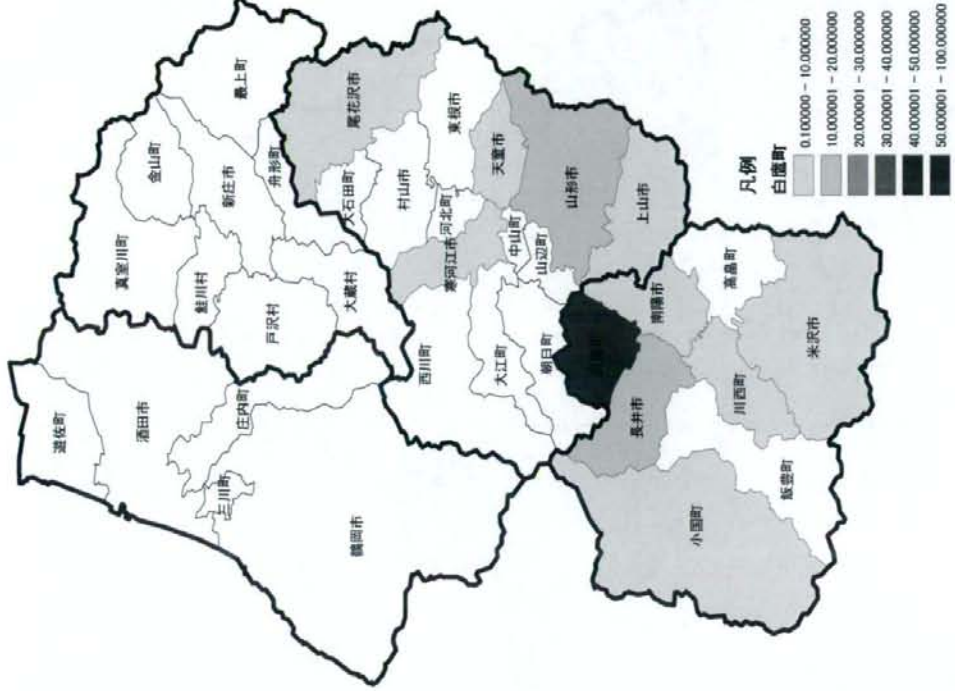 遊佐町
酒田市
庄内町
三川町
鶴岡市
真室川町
金山町
最上町
新庄市
舟形町
鮭川村
戸沢村
大蔵村
尾花沢市
大石田町
村山市
東根市
河北町
寒河江市
天童市
西川町
中山町
山辺町
山形市
大江町
朝日町
上山市
南陽市
高畠町
長井市
川西町
米沢市
飯豊町
小国町
凡例
白鷹町
0.100000 - 10.000000
10.000001 - 20.000000
20.000001 - 30.000000
30.000001 - 40.000000
40.000001 - 50.000000
50.000001 - 100.000000